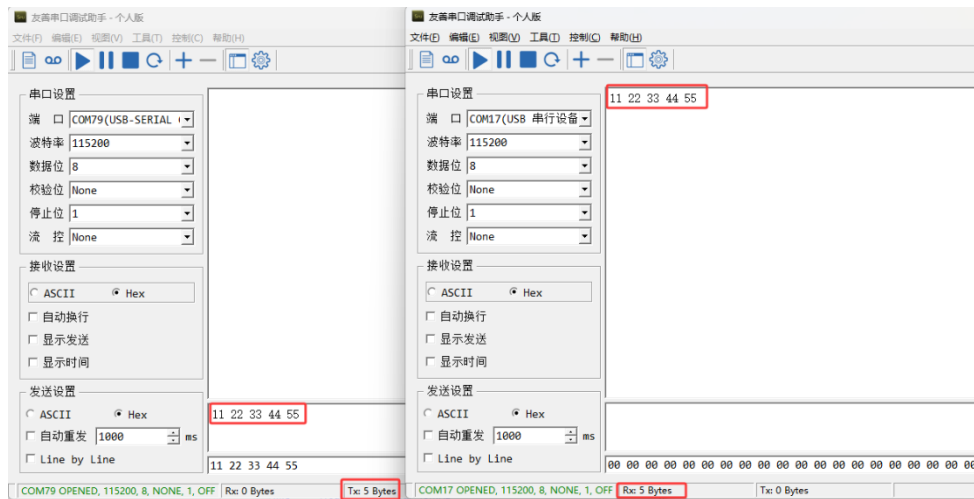 友善串口调试助手 - 个人版
文件(F) 编辑(E) 视图(V) 工具(T) 控制(C) 帮助(H)
串口设置
端 口 COM79(USB-SERIAL
波特率 115200
数据位 8
校验位 None
停止位 1
流 控 None
接收设置
ASCII Hex
自动换行
显示发送
显示时间
发送设置
ASCII Hex
自动重发 1000 ms
Line by Line
11 22 33 44 55
11 22 33 44 55
COM79 OPENED, 115200, 8, NONE, 1, OFF Rx: 0 Bytes Tx: 5 Bytes
友善串口调试助手 - 个人版
文件(F) 编辑(E) 视图(V) 工具(T) 控制(C) 帮助(H)
串口设置
端 口 COM17(USB 串行设备
波特率 115200
数据位 8
校验位 None
停止位 1
流 控 None
接收设置
ASCII Hex
自动换行
显示发送
显示时间
发送设置
ASCII Hex
自动重发 1000 ms
Line by Line
11 22 33 44 55
00 00 00 00 00 00 00 00 00 00 00 00 00 00 00 00 00 00 00 00
COM17 OPENED, 115200, 8, NONE, 1, OFF Rx: 5 Bytes Tx: 0 Bytes